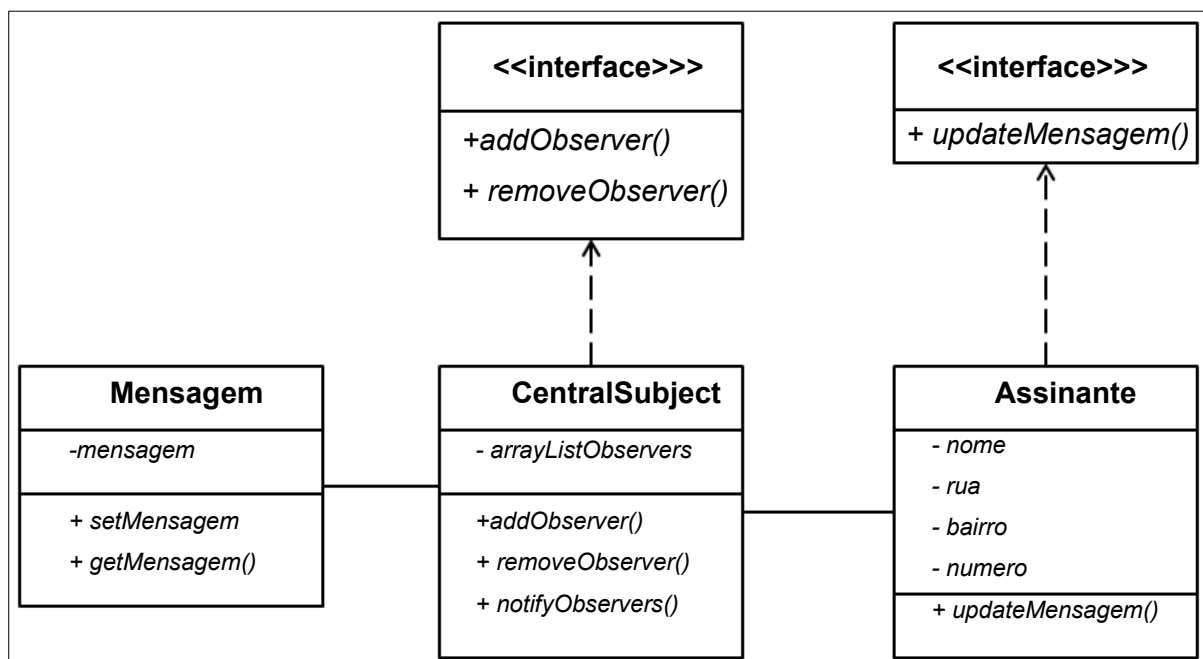 <<interface>>>
+addObserver()
+ removeObserver()
<<interface>>>
+ updateMensagem()
Mensagem
-mensagem
+ setMensagem
+ getMensagem()
CentralSubject
- arrayListObservers
+addObserver()
+ removeObserver()
+ notifyObservers()
Assinante
- nome
- rua
- bairro
- numero
+ updateMensagem()